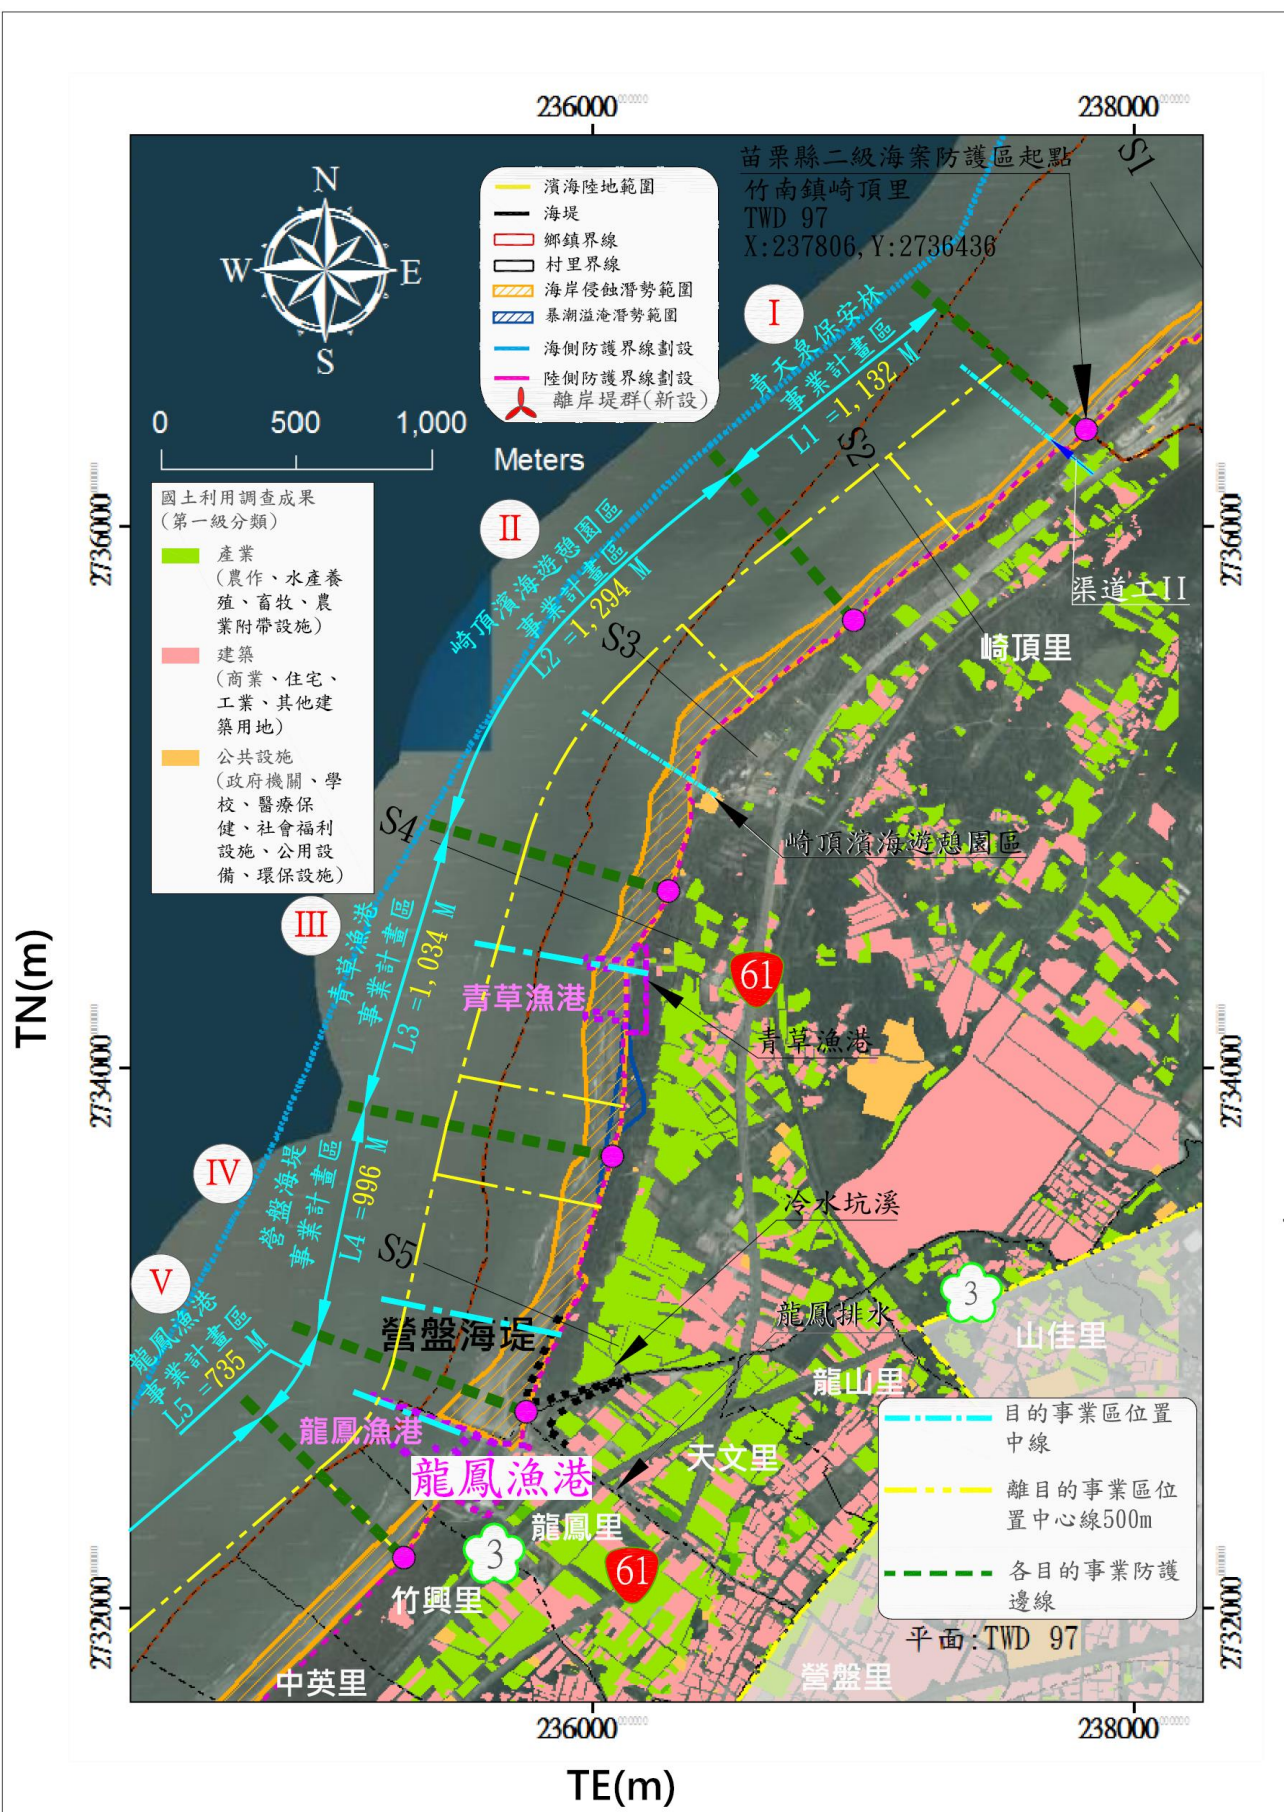 236000
238000
苗栗縣二級海案防護區起點
竹南鎮崎頂里
TWD 97
X:237806, Y:2736436
S1
N
W
E
S
0
500
1,000
Meters
濱海陸地範圍
海堤
鄉鎮界線
村里界線
海岸侵蝕潛勢範圍
暴潮溢淹潛勢範圍
海側防護界線劃設
陸側防護界線劃設
離岸堤群(新設)
I
青天泉保安林
事業計畫區
L1 =1,132 M
S2
2736000
2736000
國土利用調查成果
(第一級分類)
產業
(農作、水產養
殖、畜牧、農
業附帶設施)
建築
(商業、住宅、
工業、其他建
築用地)
公共設施
(政府機關、學
校、醫療保
健、社會福利
設施、公用設
備、環保設施)
II
崎頂濱海遊憩園區
事業計畫區
L2 =1,294 M
S3
渠道工II
崎頂里
S4
崎頂濱海遊憩園區
III
青草漁港
事業計畫區
L3 =1,034 M
61
青草漁港
青草漁港
TN(m)
2734000
2734000
IV
營盤海堤
事業計畫區
L4 =996 M
S5
冷水坑溪
V
龍鳳漁港
事業計畫區
L5 =735 M
營盤海堤
龍鳳排水
3
山佳里
龍山里
龍鳳漁港
龍鳳漁港
天文里
龍鳳里
3
61
竹興里
中英里
營盤里
目的事業區位置
中線
離目的事業區位
置中心線500m
各目的事業防護
邊線
平面:TWD 97
2732000
2732000
236000
238000
TE(m)